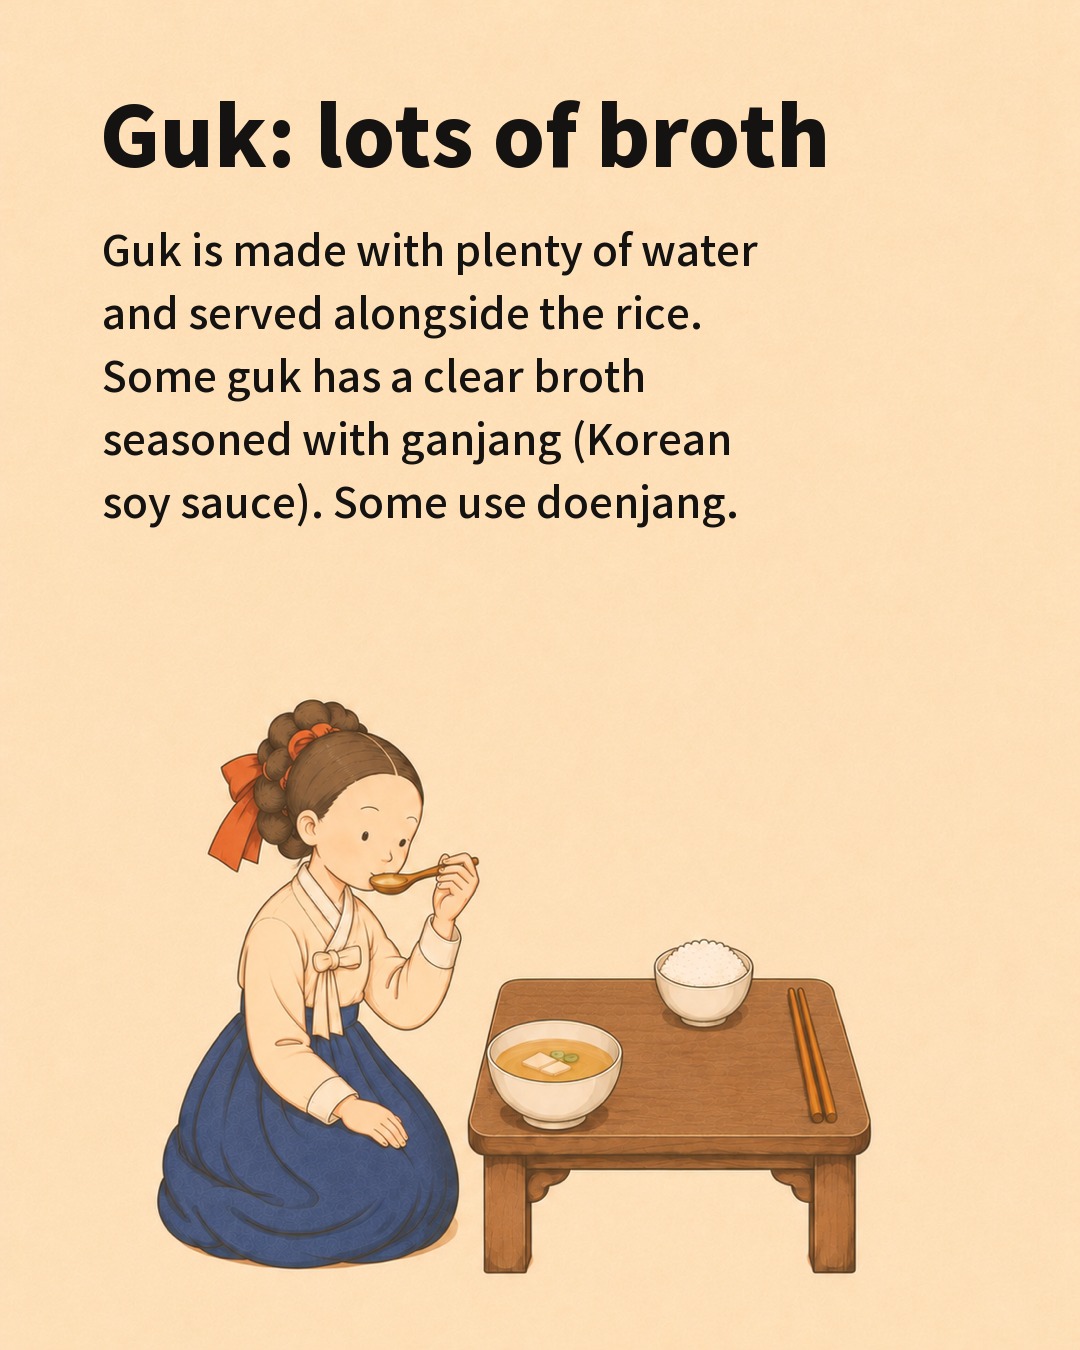 Guk: lots of broth
Guk is made with plenty of water
and served alongside the rice.
Some guk has a clear broth
seasoned with ganjang (Korean
soy sauce). Some use doenjang.